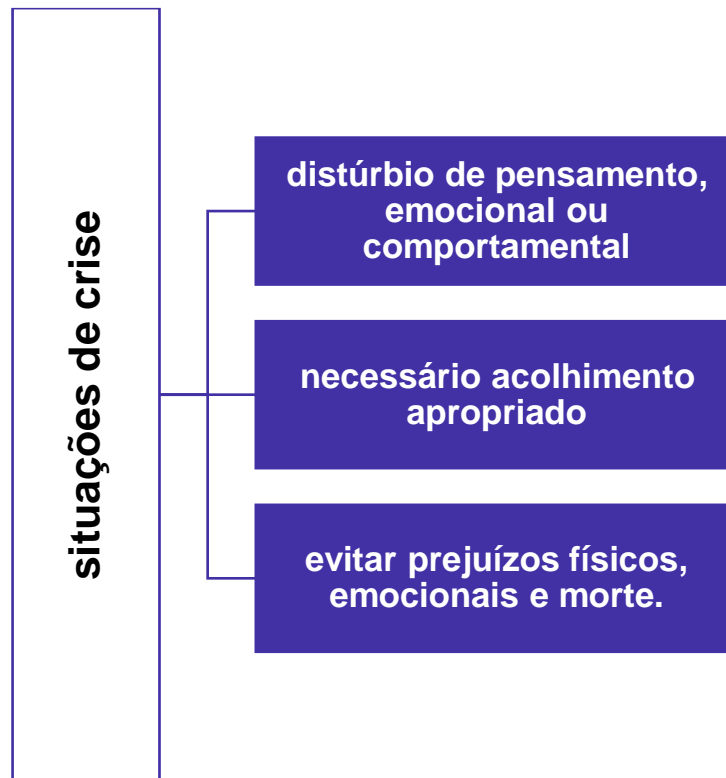 situações de crise
distúrbio de pensamento,
emocional ou
comportamental
necessário acolhimento
apropriado
evitar prejuízos físicos,
emocionais e morte.